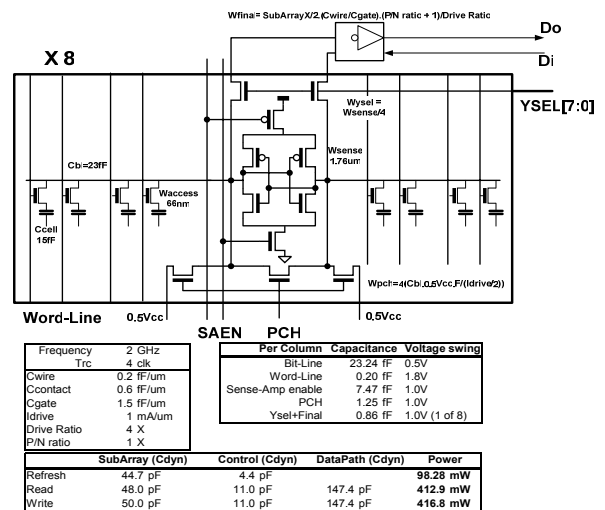 Wfinal= SubArrayX/2.(Cwire/Cgate).(P/N ratio + 1)/Drive Ratio
Do
Di
X 8
YSEL[7:0]
Wysel =
Wsense/4
Cbl=23fF
Wsense
1.76um
Waccess
66nm
Ccell
15fF
Wpch=4(Cbl.0.5Vcc.F/(Idrive/2))
Word-Line
0.5Vcc
0.5Vcc
SAEN
PCH
Frequency 2 GHz
Trc 4 clk
Cwire 0.2 fF/um
Ccontact 0.6 fF/um
Cgate 1.5 fF/um
Idrive 1 mA/um
Drive Ratio 4 X
P/N ratio 1 X
Per Column Capacitance Voltage swing
Bit-Line 23.24 fF 0.5V
Word-Line 0.20 fF 1.8V
Sense-Amp enable 7.47 fF 1.0V
PCH 1.25 fF 1.0V
Ysel+Final 0.86 fF 1.0V (1 of 8)
SubArray (Cdyn) Control (Cdyn) DataPath (Cdyn) Power
Refresh 44.7 pF 4.4 pF 98.28 mW
Read 48.0 pF 11.0 pF 147.4 pF 412.9 mW
Write 50.0 pF 11.0 pF 147.4 pF 416.8 mW